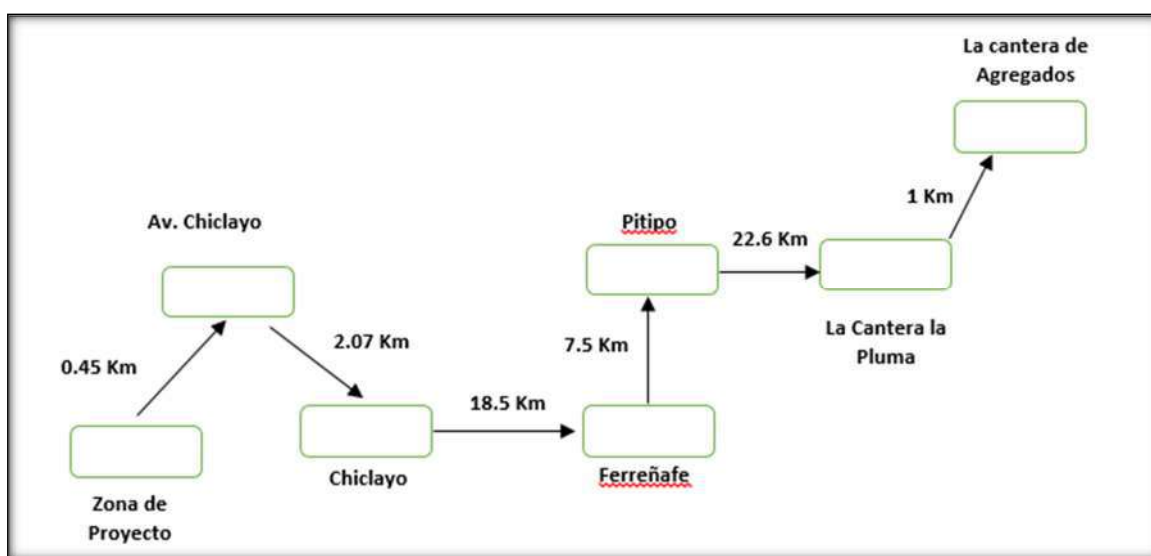 La cantera de
Agregados
1 Km
Av. Chiclayo
Pitipo
22.6 Km
La Cantera la
Pluma
2.07 Km
7.5 Km
0.45 Km
18.5 Km
Chiclayo
Ferreñafe
Zona de
Proyecto